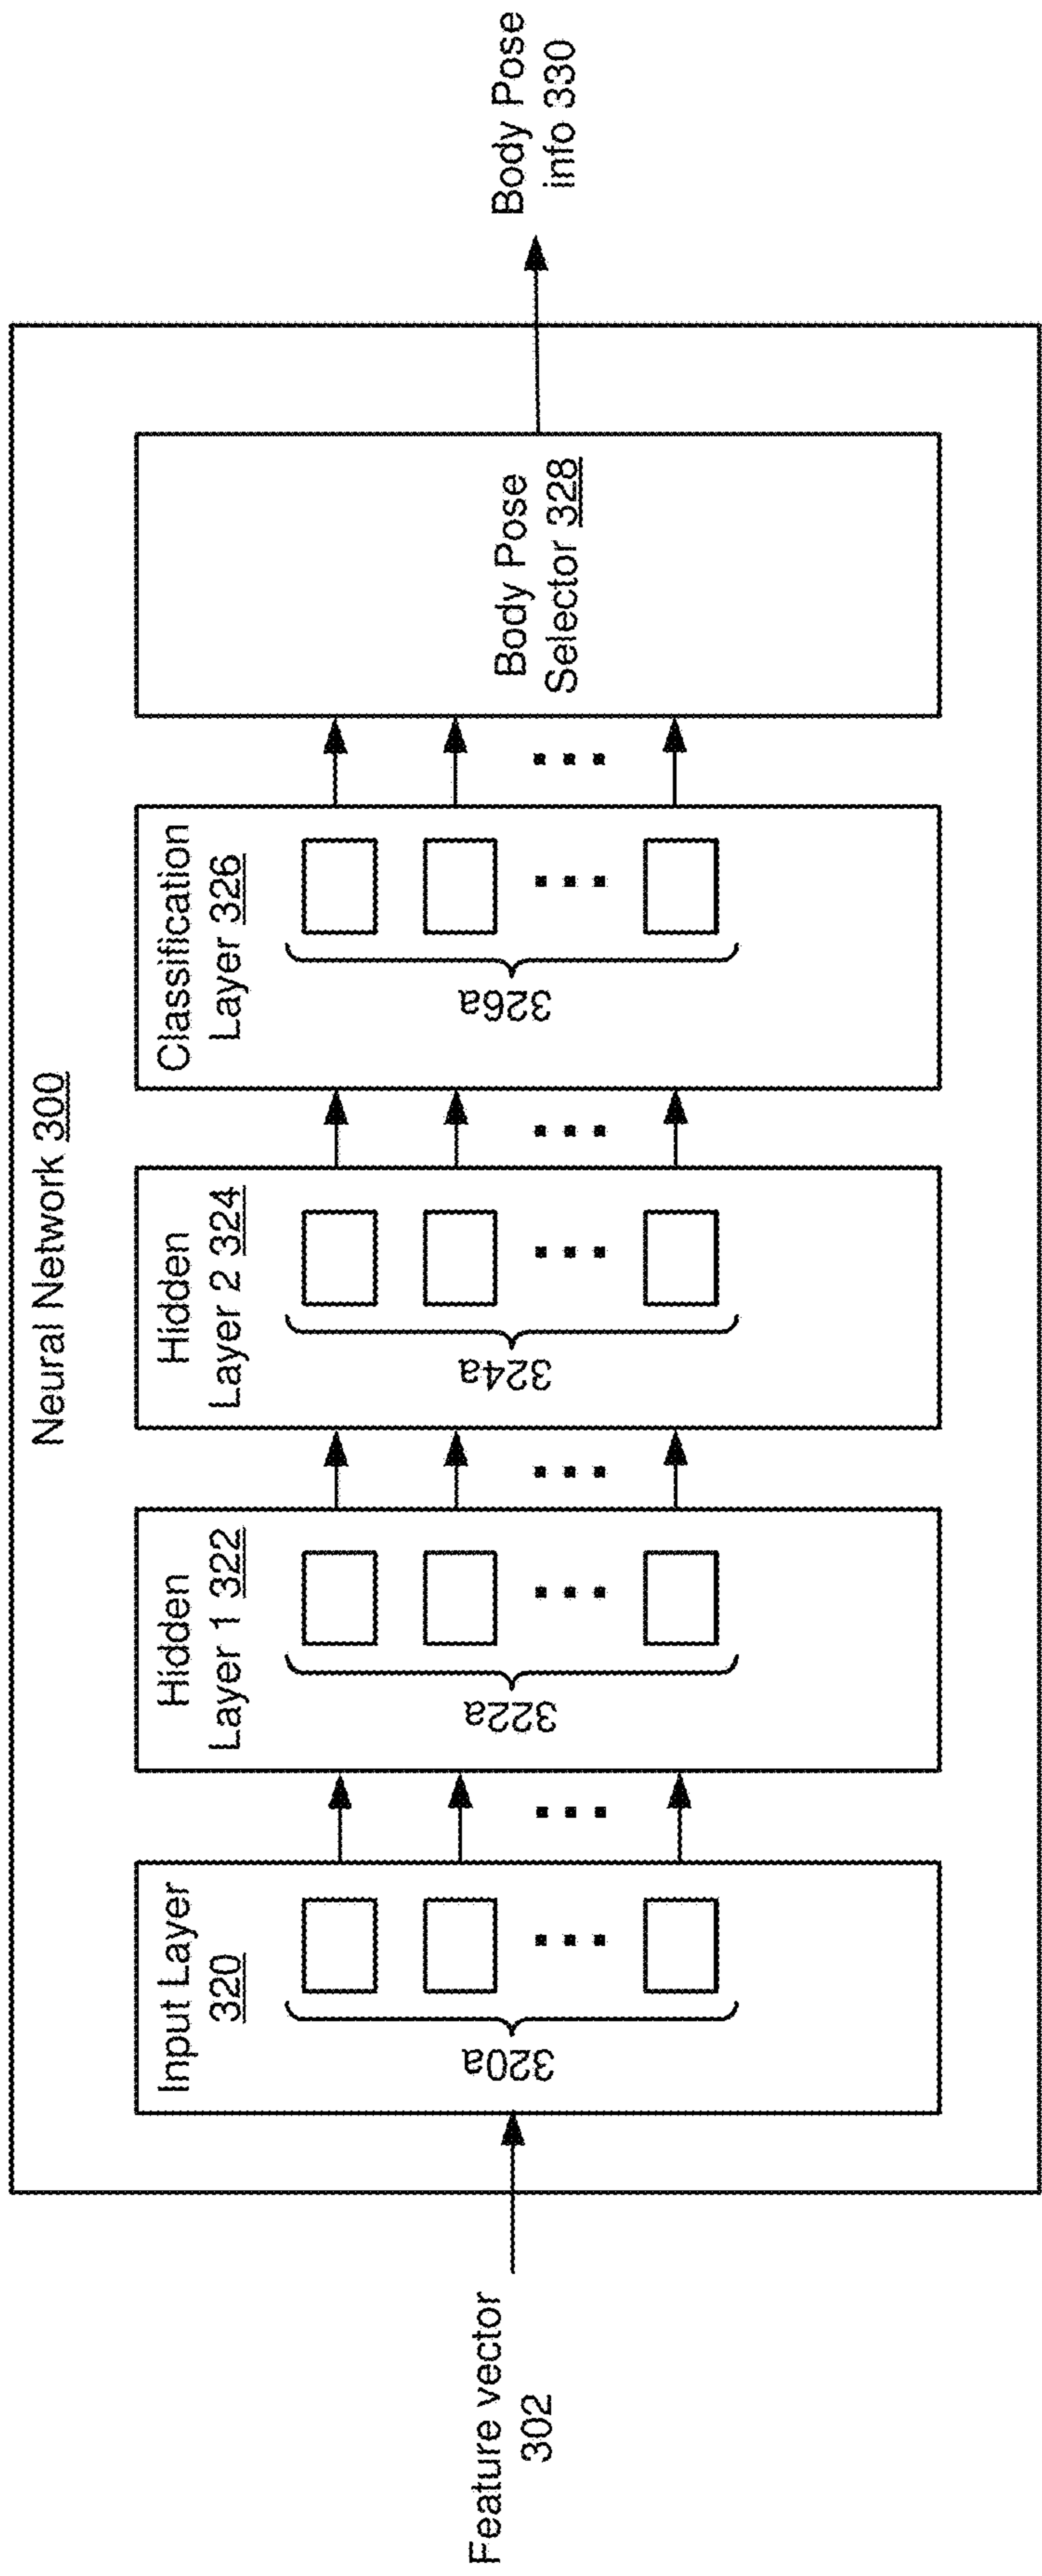 Neural Network 300
Feature vector
302
Input Layer
320
320a
Hidden
Layer 1 322
322a
Hidden
Layer 2 324
324a
Classification
Layer 326
326a
Body Pose
Selector 328
Body Pose
info 330